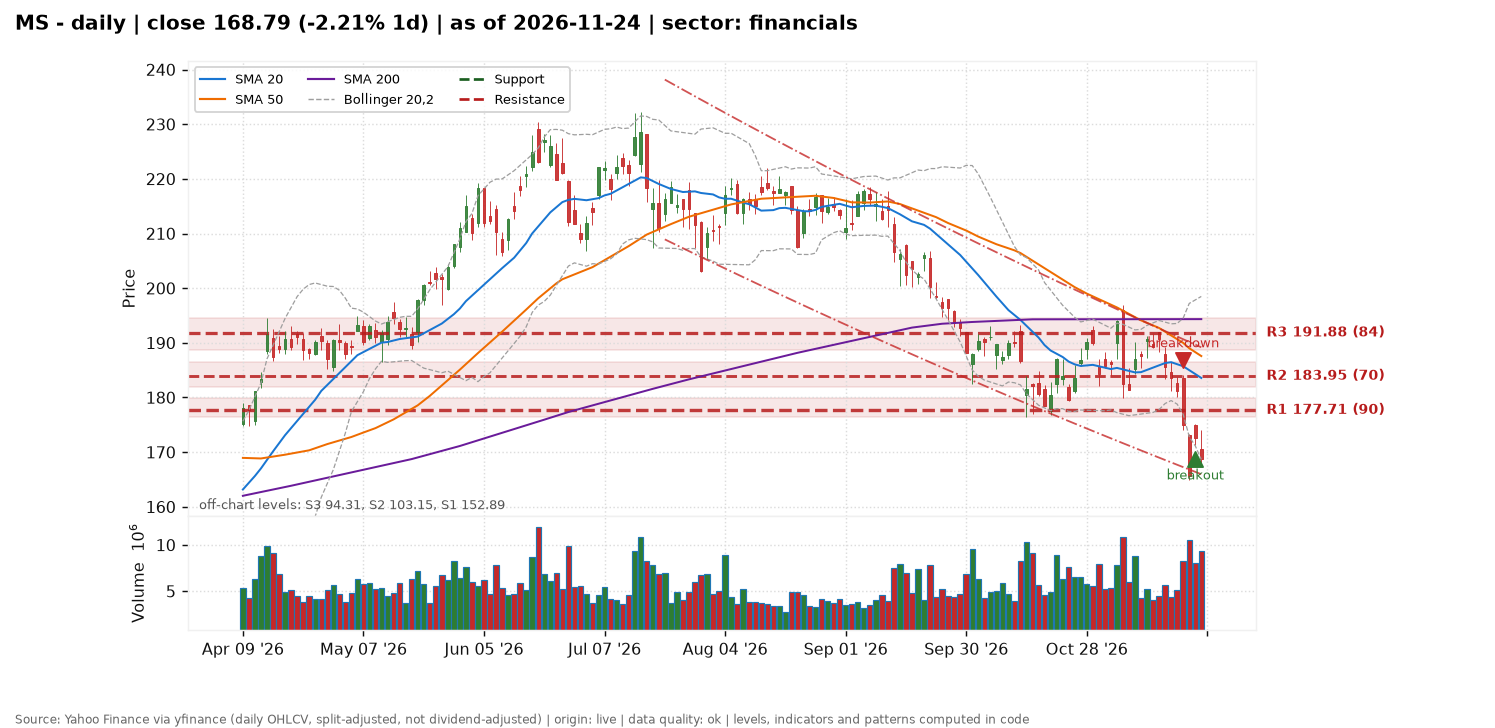 MS - daily | close 168.79 (-2.21% 1d) | as of 2026-11-24 | sector: financials
SMA 20
SMA 50
SMA 200
Bollinger 20,2
Support
Resistance
Price
240
230
220
210
200
190
180
170
160
R3 191.88 (84)
R2 183.95 (70)
R1 177.71 (90)
breakdown
breakout
off-chart levels: S3 94.31, S2 103.15, S1 152.89
Volume 10⁶
10
5
Apr 09 '26
May 07 '26
Jun 05 '26
Jul 07 '26
Aug 04 '26
Sep 01 '26
Sep 30 '26
Oct 28 '26
Source: Yahoo Finance via yfinance (daily OHLCV, split-adjusted, not dividend-adjusted) | origin: live | data quality: ok | levels, indicators and patterns computed in code